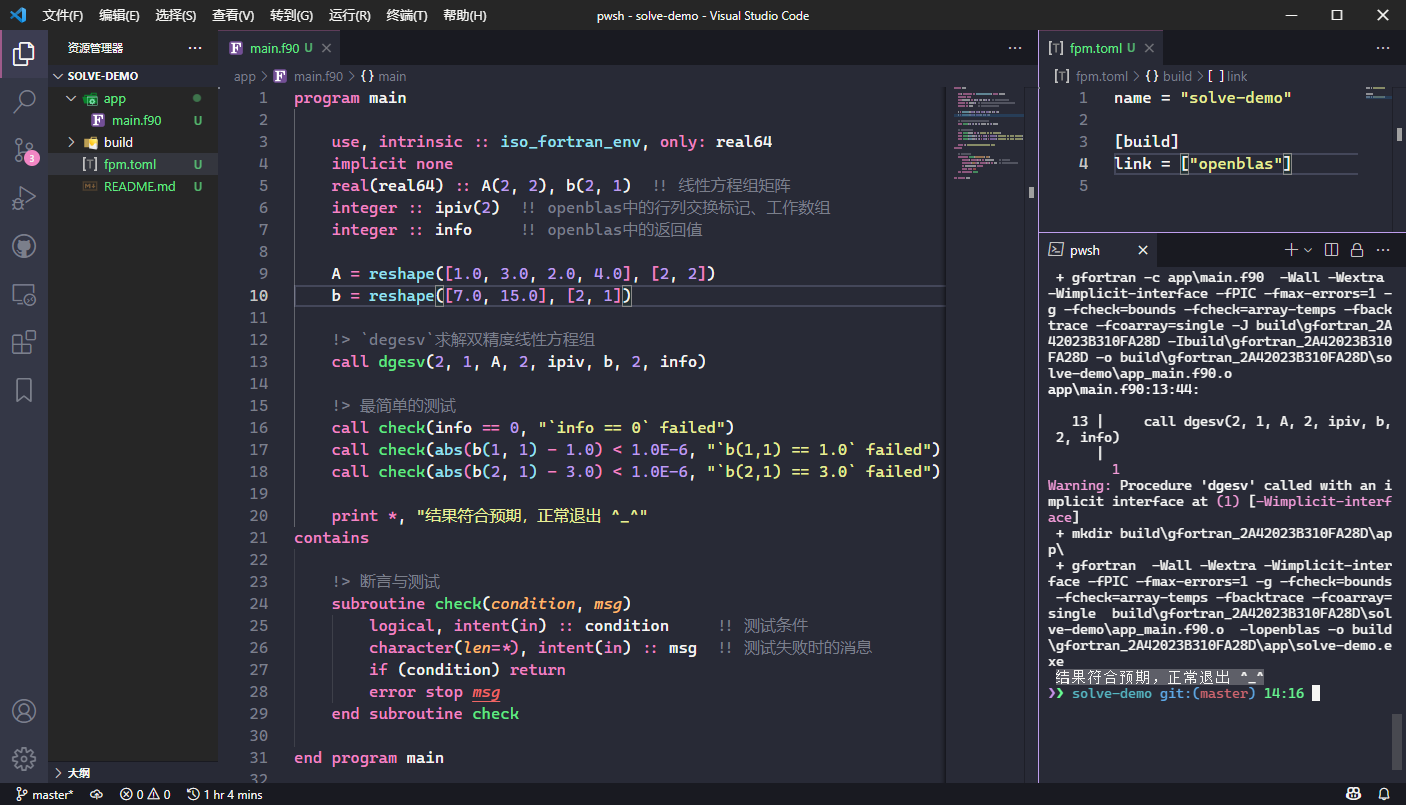 文件(F) 编辑(E) 选择(S) 查看(V) 转到(G) 运行(R) 终端(T) 帮助(H) pwsh - solve-demo - Visual Studio Code
资源管理器 ···
SOLVE-DEMO
app
main.f90 U
build
fpm.toml U
README.md U
大纲
3
F main.f90 U ···
app > F main.f90 > {} main
1 program main
2
3 use, intrinsic :: iso_fortran_env, only: real64
4 implicit none
5 real(real64) :: A(2, 2), b(2, 1) !! 线性方程组矩阵
6 integer :: ipiv(2) !! openblas中的行列交换标记、工作数组
7 integer :: info !! openblas中的返回值
8
9 A = reshape([1.0, 3.0, 2.0, 4.0], [2, 2])
10 b = reshape([7.0, 15.0], [2, 1])
11
12 !> `degesv`求解双精度线性方程组
13 call dgesv(2, 1, A, 2, ipiv, b, 2, info)
14
15 !> 最简单的测试
16 call check(info == 0, "`info == 0` failed")
17 call check(abs(b(1, 1) - 1.0) < 1.0E-6, "`b(1,1) == 1.0` failed")
18 call check(abs(b(2, 1) - 3.0) < 1.0E-6, "`b(2,1) == 3.0` failed")
19
20 print *, "结果符合预期，正常退出 ^_^"
21 contains
22
23 !> 断言与测试
24 subroutine check(condition, msg)
25 logical, intent(in) :: condition !! 测试条件
26 character(len=*), intent(in) :: msg !! 测试失败时的消息
27 if (condition) return
28 error stop msg
29 end subroutine check
30
31 end program main
32
[T] fpm.toml U ···
[T] fpm.toml > {} build > [ ] link
1 name = "solve-demo"
2
3 [build]
4 link = ["openblas"]
5
pwsh ···
+ gfortran -c app\main.f90 -Wall -Wextra
-Wimplicit-interface -fPIC -fmax-errors=1 -
g -fcheck=bounds -fcheck=array-temps -fback
trace -fcoarray=single -J build\gfortran_2A
42023B310FA28D -Ibuild\gfortran_2A42023B310
FA28D -o build\gfortran_2A42023B310FA28D\so
lve-demo\app_main.f90.o
app\main.f90:13:44:
13 | call dgesv(2, 1, A, 2, ipiv, b,
2, info)
|
1
Warning: Procedure 'dgesv' called with an i
mplicit interface at (1) [-Wimplicit-interf
ace]
+ mkdir build\gfortran_2A42023B310FA28D\ap
p\
+ gfortran -Wall -Wextra -Wimplicit-inter
face -fPIC -fmax-errors=1 -g -fcheck=bounds
-fcheck=array-temps -fbacktrace -fcoarray=
single build\gfortran_2A42023B310FA28D\sol
ve-demo\app_main.f90.o -lopenblas -o build
\gfortran_2A42023B310FA28D\app\solve-demo.e
xe
结果符合预期，正常退出 ^_^
❯❯ solve-demo git:(master) 14:16
master* 0 0 1 hr 4 mins